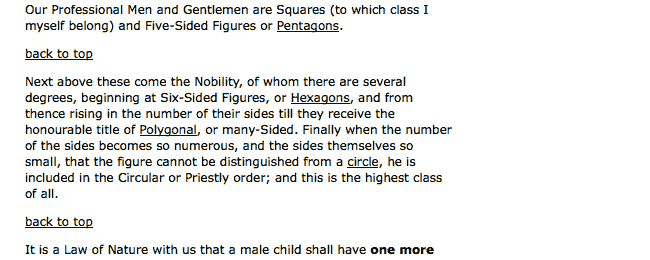 Our Professional Men and Gentlemen are Squares (to which class I
myself belong) and Five-Sided Figures or Pentagons.
back to top
Next above these come the Nobility, of whom there are several
degrees, beginning at Six-Sided Figures, or Hexagons, and from
thence rising in the number of their sides till they receive the
honourable title of Polygonal, or many-Sided. Finally when the number
of the sides becomes so numerous, and the sides themselves so
small, that the figure cannot be distinguished from a circle, he is
included in the Circular or Priestly order; and this is the highest class
of all.
back to top
It is a Law of Nature with us that a male child shall have one more